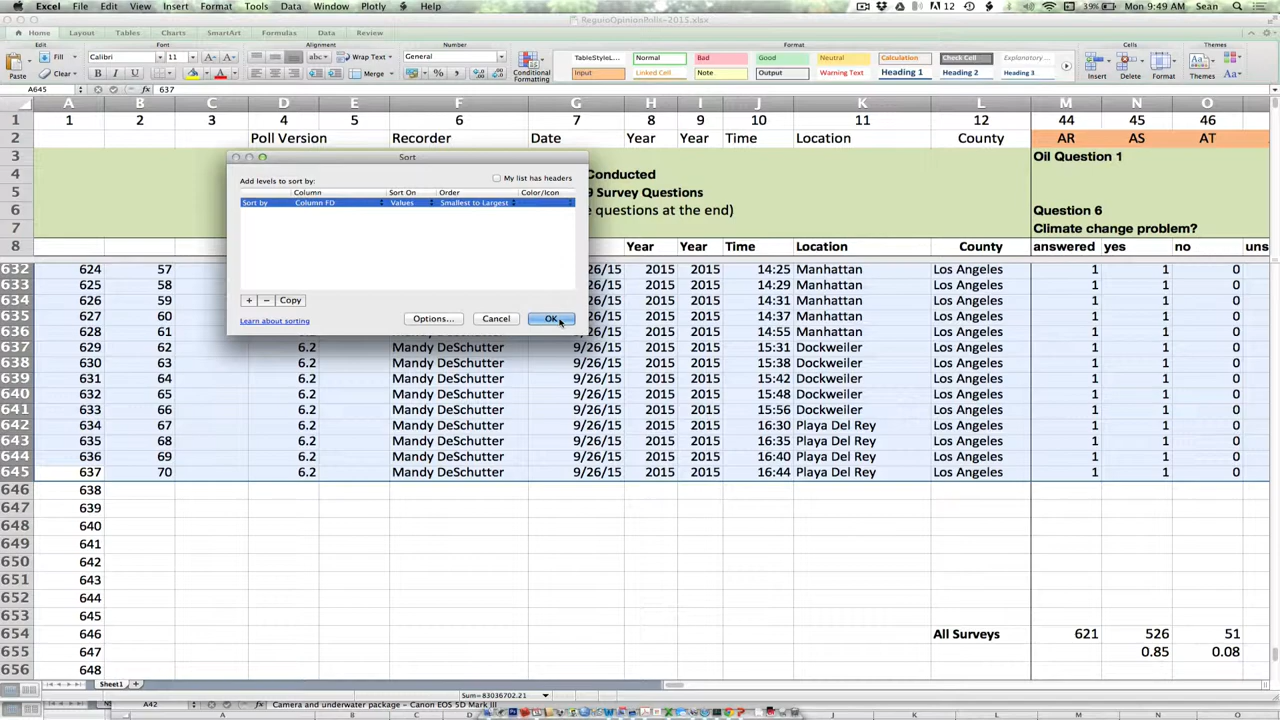 Excel File Edit View Insert Format Tools Data Window Plotly Help 12 39% Mon 9:49 AM Sean
ReguioOpinionPolls-2015.xlsx
Home Layout Tables Charts SmartArt Formulas Data Review
Edit Font Alignment Number Format Cells Themes
Paste Fill Clear Calibri 11 B I U abc Wrap Text Merge General % Conditional Formatting TableStyleL... Normal Bad Good Neutral Calculation Check Cell Explanatory... Insert Delete Format Themes Aa
Input Linked Cell Note Output Warning Text Heading 1 Heading 2 Heading 3
A645 fx 637
A B C D E F G H I J K L M N O
1 1 2 3 4 5 6 7 8 9 10 11 12 44 45 46
2 Poll Version Recorder Date Year Year Time Location County AR AS AT
3 Oil Question 1
4 Conducted
5 9 Survey Questions
6 e questions at the end) Question 6
7 Climate change problem?
8 Year Year Time Location County answered yes no uns
Sort
Add levels to sort by: My list has headers
Column Sort On Order Color/Icon
Sort by Column FD Values Smallest to Largest
+ − Copy
Learn about sorting Options... Cancel OK
632 624 57 /26/15 2015 2015 14:25 Manhattan Los Angeles 1 1 0
633 625 58 /26/15 2015 2015 14:29 Manhattan Los Angeles 1 1 0
634 626 59 /26/15 2015 2015 14:31 Manhattan Los Angeles 1 1 0
635 627 60 /26/15 2015 2015 14:37 Manhattan Los Angeles 1 1 0
636 628 61 /26/15 2015 2015 14:55 Manhattan Los Angeles 1 1 0
637 629 62 6.2 Mandy DeSchutter 9/26/15 2015 2015 15:31 Dockweiler Los Angeles 1 1 0
638 630 63 6.2 Mandy DeSchutter 9/26/15 2015 2015 15:38 Dockweiler Los Angeles 1 1 0
639 631 64 6.2 Mandy DeSchutter 9/26/15 2015 2015 15:42 Dockweiler Los Angeles 1 1 0
640 632 65 6.2 Mandy DeSchutter 9/26/15 2015 2015 15:48 Dockweiler Los Angeles 1 1 0
641 633 66 6.2 Mandy DeSchutter 9/26/15 2015 2015 15:56 Dockweiler Los Angeles 1 1 0
642 634 67 6.2 Mandy DeSchutter 9/26/15 2015 2015 16:30 Playa Del Rey Los Angeles 1 1 0
643 635 68 6.2 Mandy DeSchutter 9/26/15 2015 2015 16:35 Playa Del Rey Los Angeles 1 1 0
644 636 69 6.2 Mandy DeSchutter 9/26/15 2015 2015 16:40 Playa Del Rey Los Angeles 1 1 0
645 637 70 6.2 Mandy DeSchutter 9/26/15 2015 2015 16:44 Playa Del Rey Los Angeles 1 1 0
646 638
647 639
648 640
649 641
650 642
651 643
652 644
653 645
654 646 All Surveys 621 526 51
655 647 0.85 0.08
656 648
Sheet1 +
Sum=83036702.21
A42 fx Camera and underwater package - Canon EOS 5D Mark III